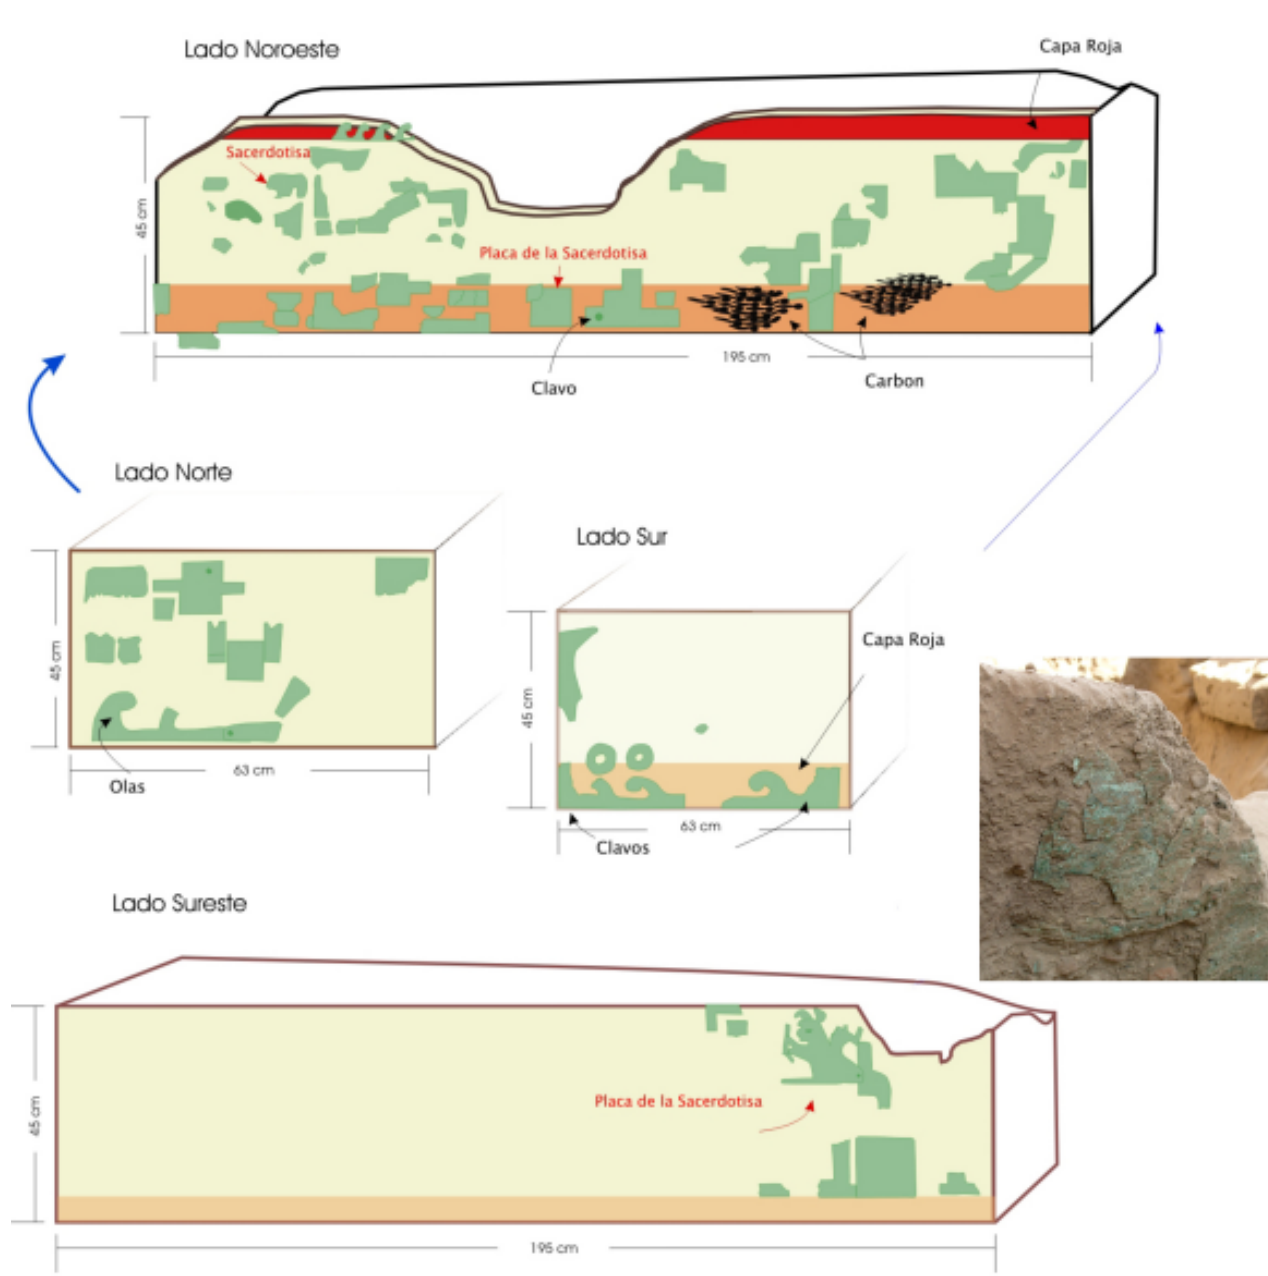 Lado Noroeste
Capa Roja
Sacerdotisa
45 cm
Placa de la Sacerdotisa
195 cm
Clavo
Carbon
Lado Norte
Lado Sur
45 cm
Capa Roja
45 cm
63 cm
Olas
63 cm
Clavos
Lado Sureste
Placa de la Sacerdotisa
45 cm
195 cm